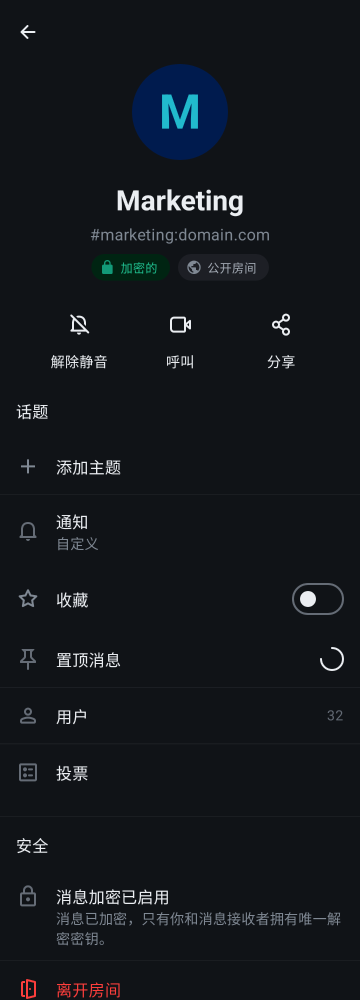 M
Marketing
#marketing:domain.com
加密的 公开房间
解除静音 呼叫 分享
话题
添加主题
通知
自定义
收藏
置顶消息
用户 32
投票
安全
消息加密已启用
消息已加密，只有你和消息接收者拥有唯一解
密密钥。
离开房间